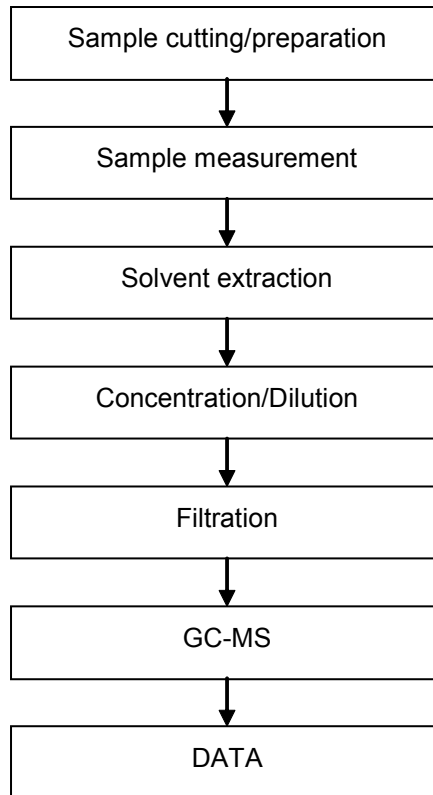 Sample cutting/preparation
Sample measurement
Solvent extraction
Concentration/Dilution
Filtration
GC-MS
DATA